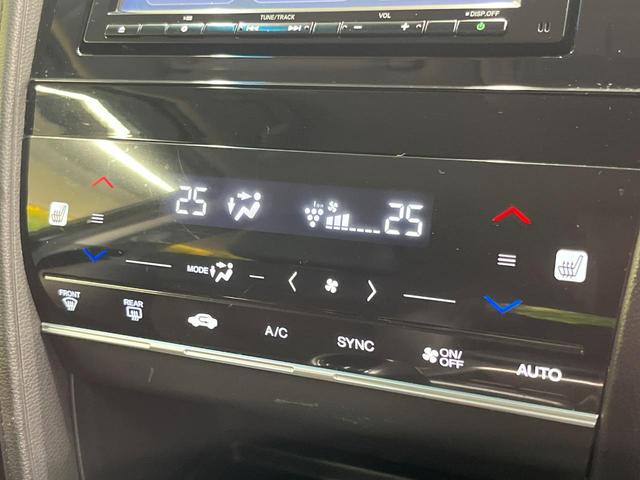 TUNE/TRACK VOL DISP.OFF
25 25
MODE
FRONT REAR A/C SYNC ON/OFF AUTO